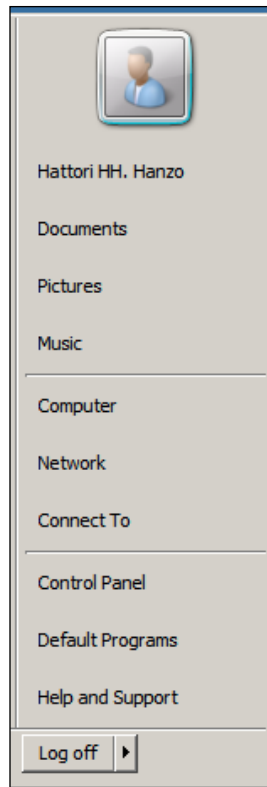 Hattori HH. Hanzo
Documents
Pictures
Music
Computer
Network
Connect To
Control Panel
Default Programs
Help and Support
Log off